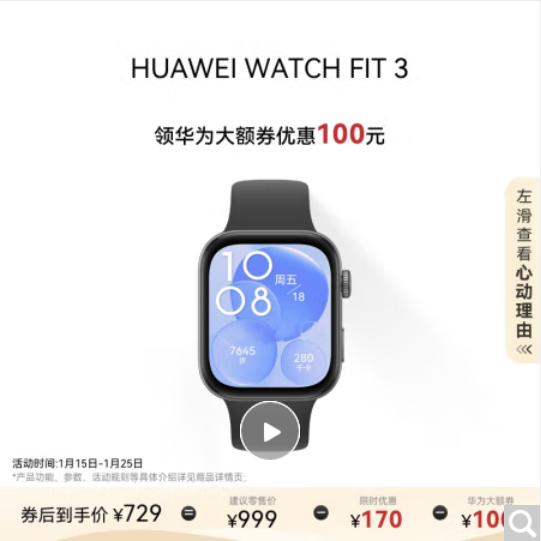 HUAWEI WATCH FIT 3
领华为大额券优惠100元
左滑查看心动理由
10
08
周五
18
7645
步
280
千卡
活动时间:1月15日-1月25日
*产品功能、参数、活动规则等具体介绍详见商品详情页;
建议零售价 限时优惠 华为大额券
券后到手价 ¥729 = ¥999 - ¥170 - ¥100